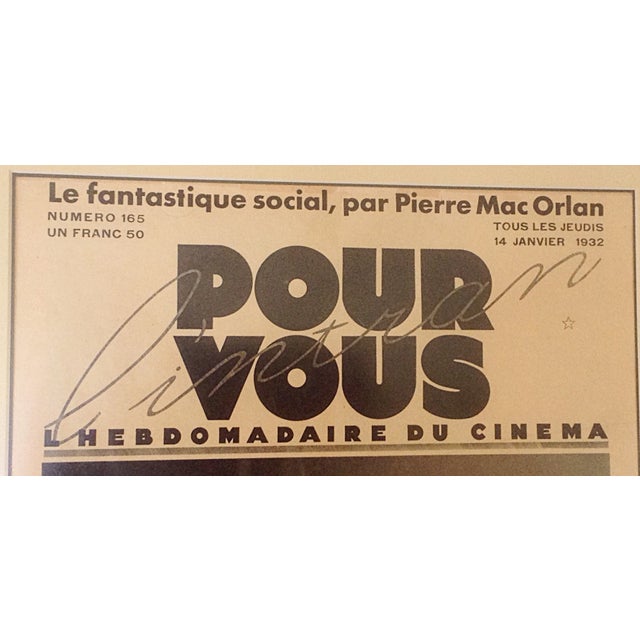 Le fantastique social, par Pierre Mac Orlan
NUMERO 165
UN FRANC 50
TOUS LES JEUDIS
14 JANVIER 1932
POUR
VOUS
l'intran
L'HEBDOMADAIRE DU CINEMA